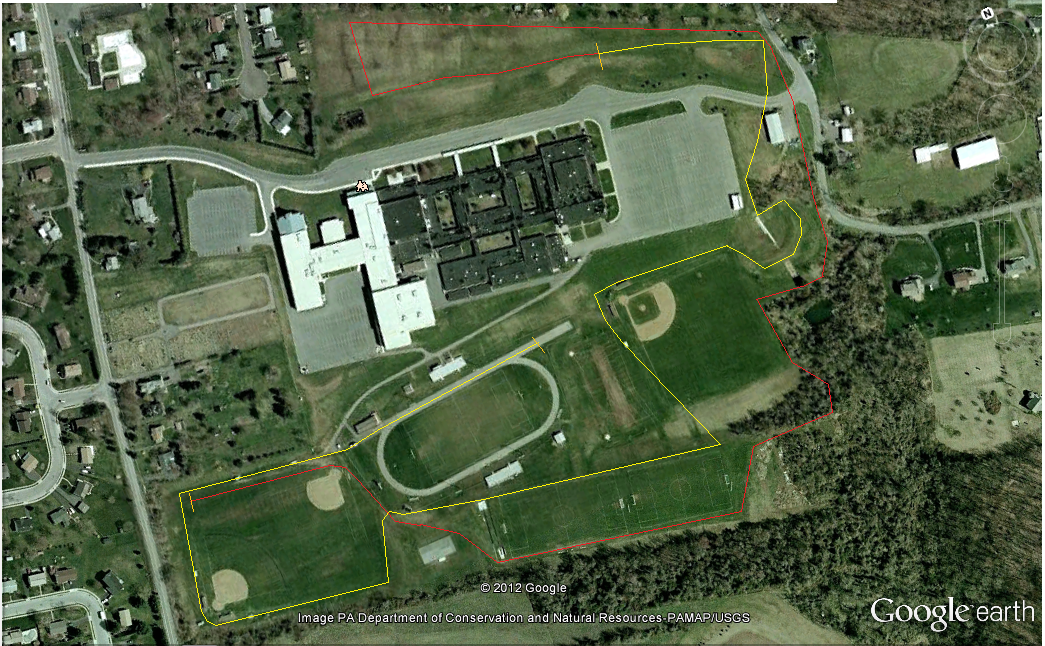 N
© 2012 Google
Image PA Department of Conservation and Natural Resources-PAMAP/USGS
Google earth